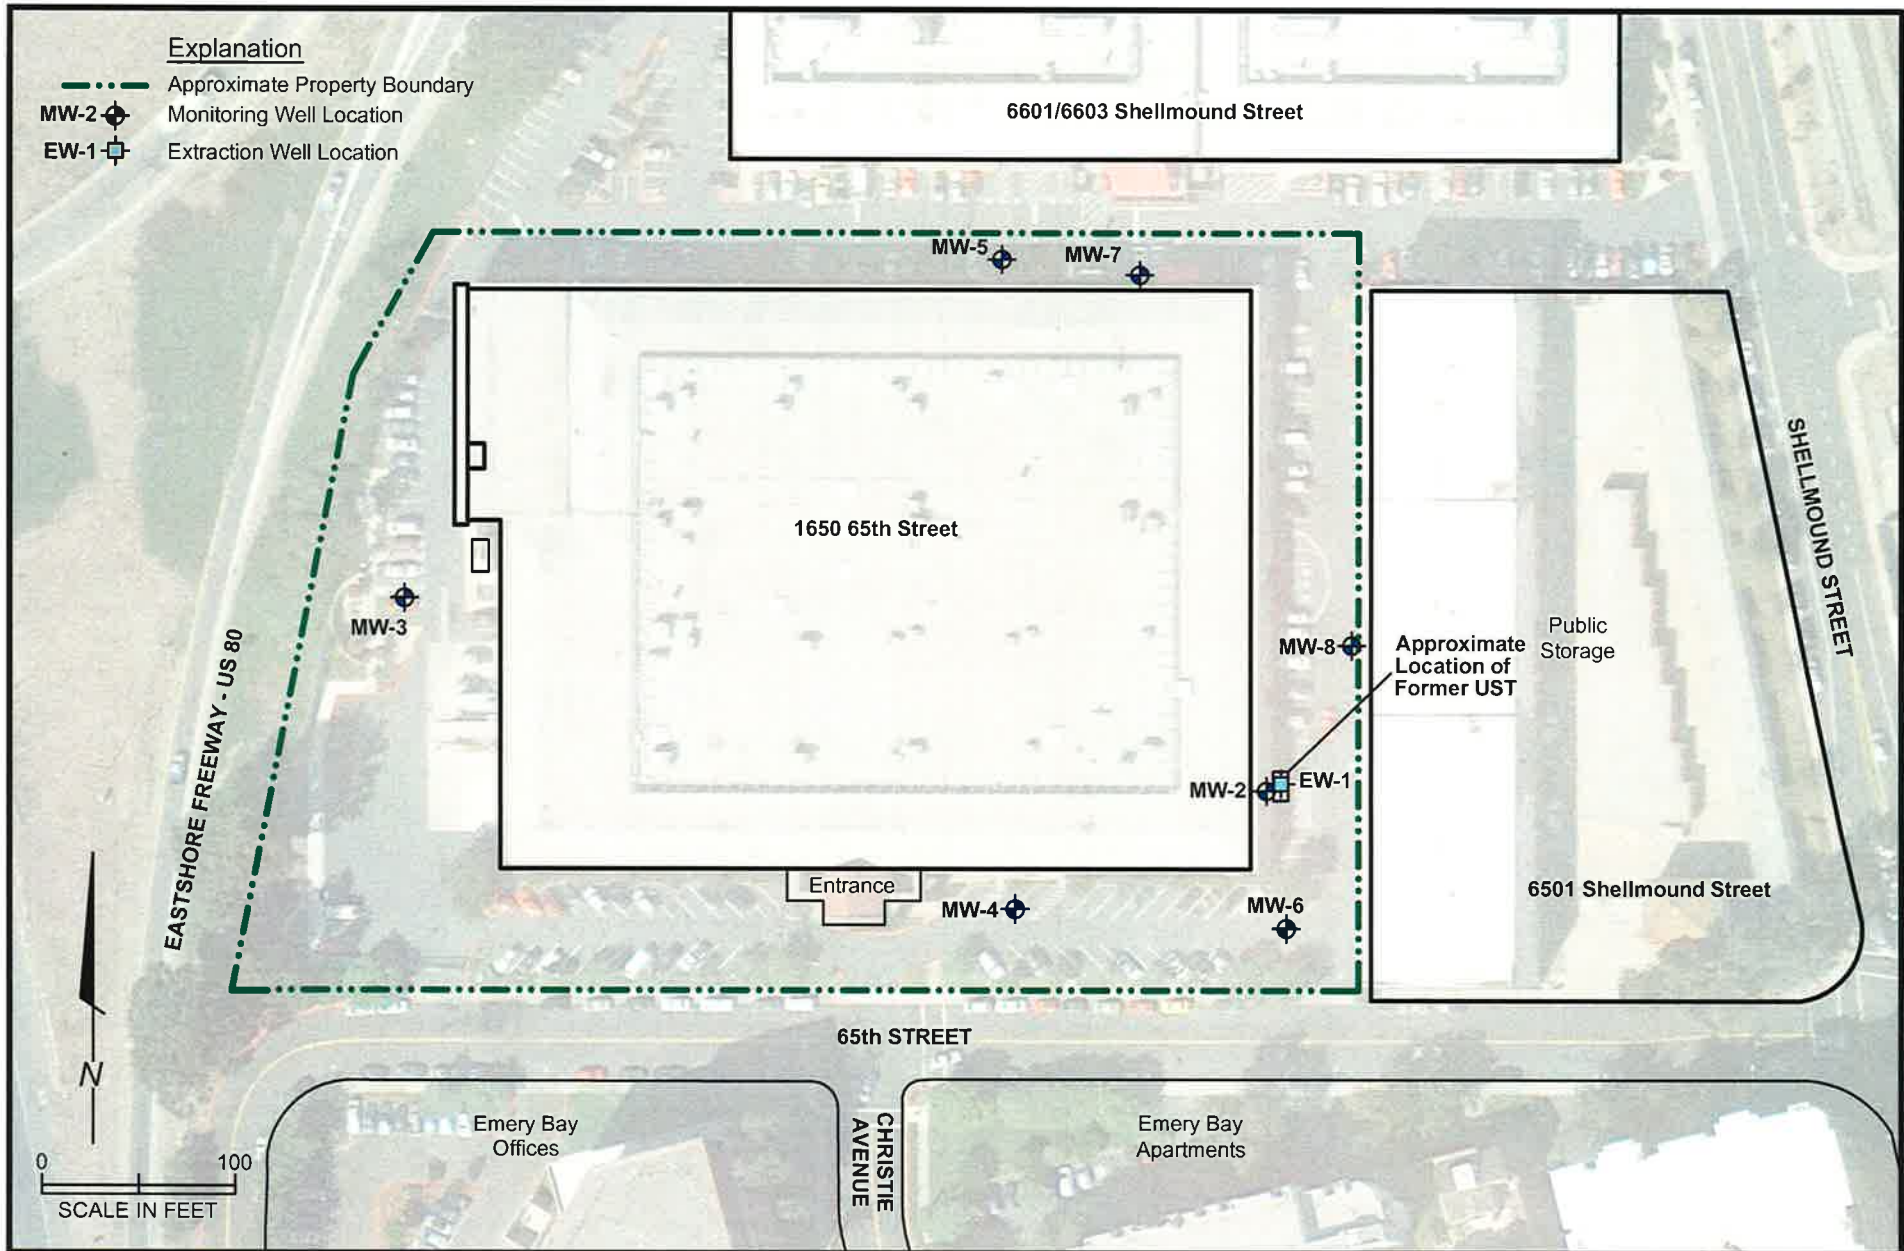 Explanation
Approximate Property Boundary
MW-2 Monitoring Well Location
EW-1 Extraction Well Location
6601/6603 Shellmound Street
MW-5
MW-7
1650 65th Street
MW-3
MW-8
Approximate
Location of
Former UST
Public
Storage
SHELLMOUND STREET
EASTSHORE FREEWAY - US 80
MW-2
EW-1
Entrance
MW-4
MW-6
6501 Shellmound Street
65th STREET
N
0 100
SCALE IN FEET
Emery Bay
Offices
CHRISTIE
AVENUE
Emery Bay
Apartments